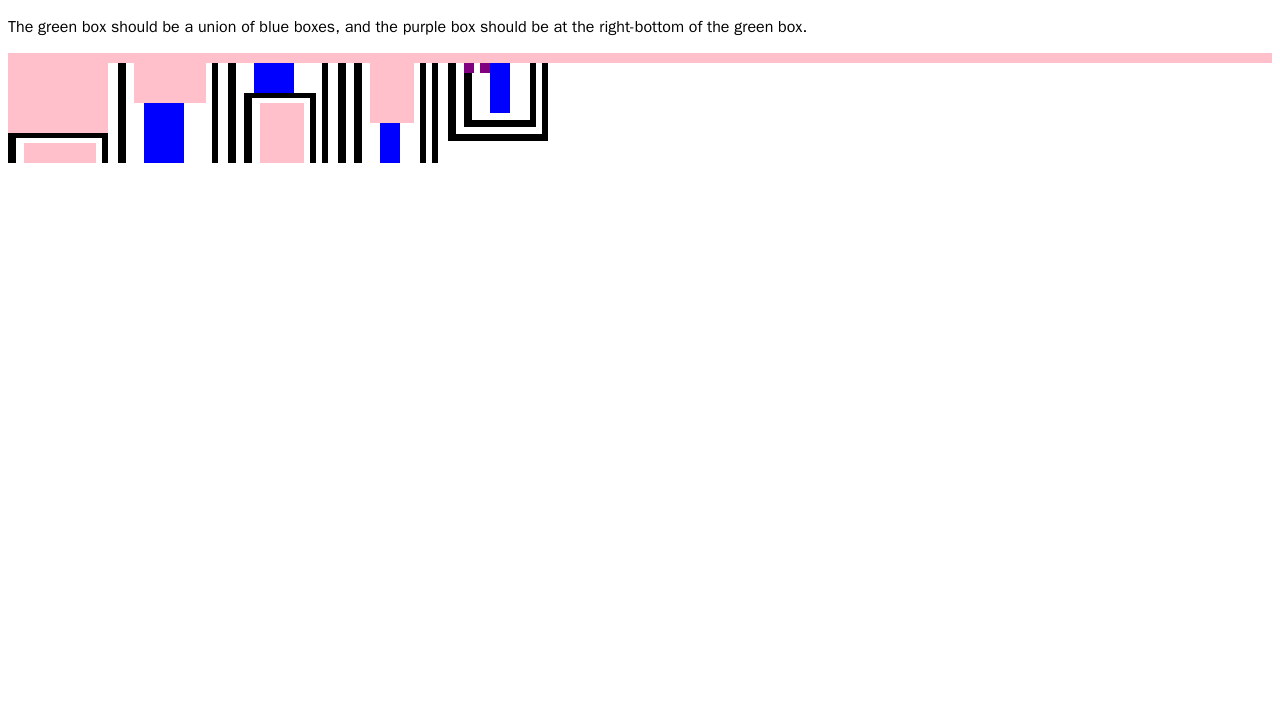 The green box should be a union of blue boxes, and the purple box should be at the right-bottom of the green box.